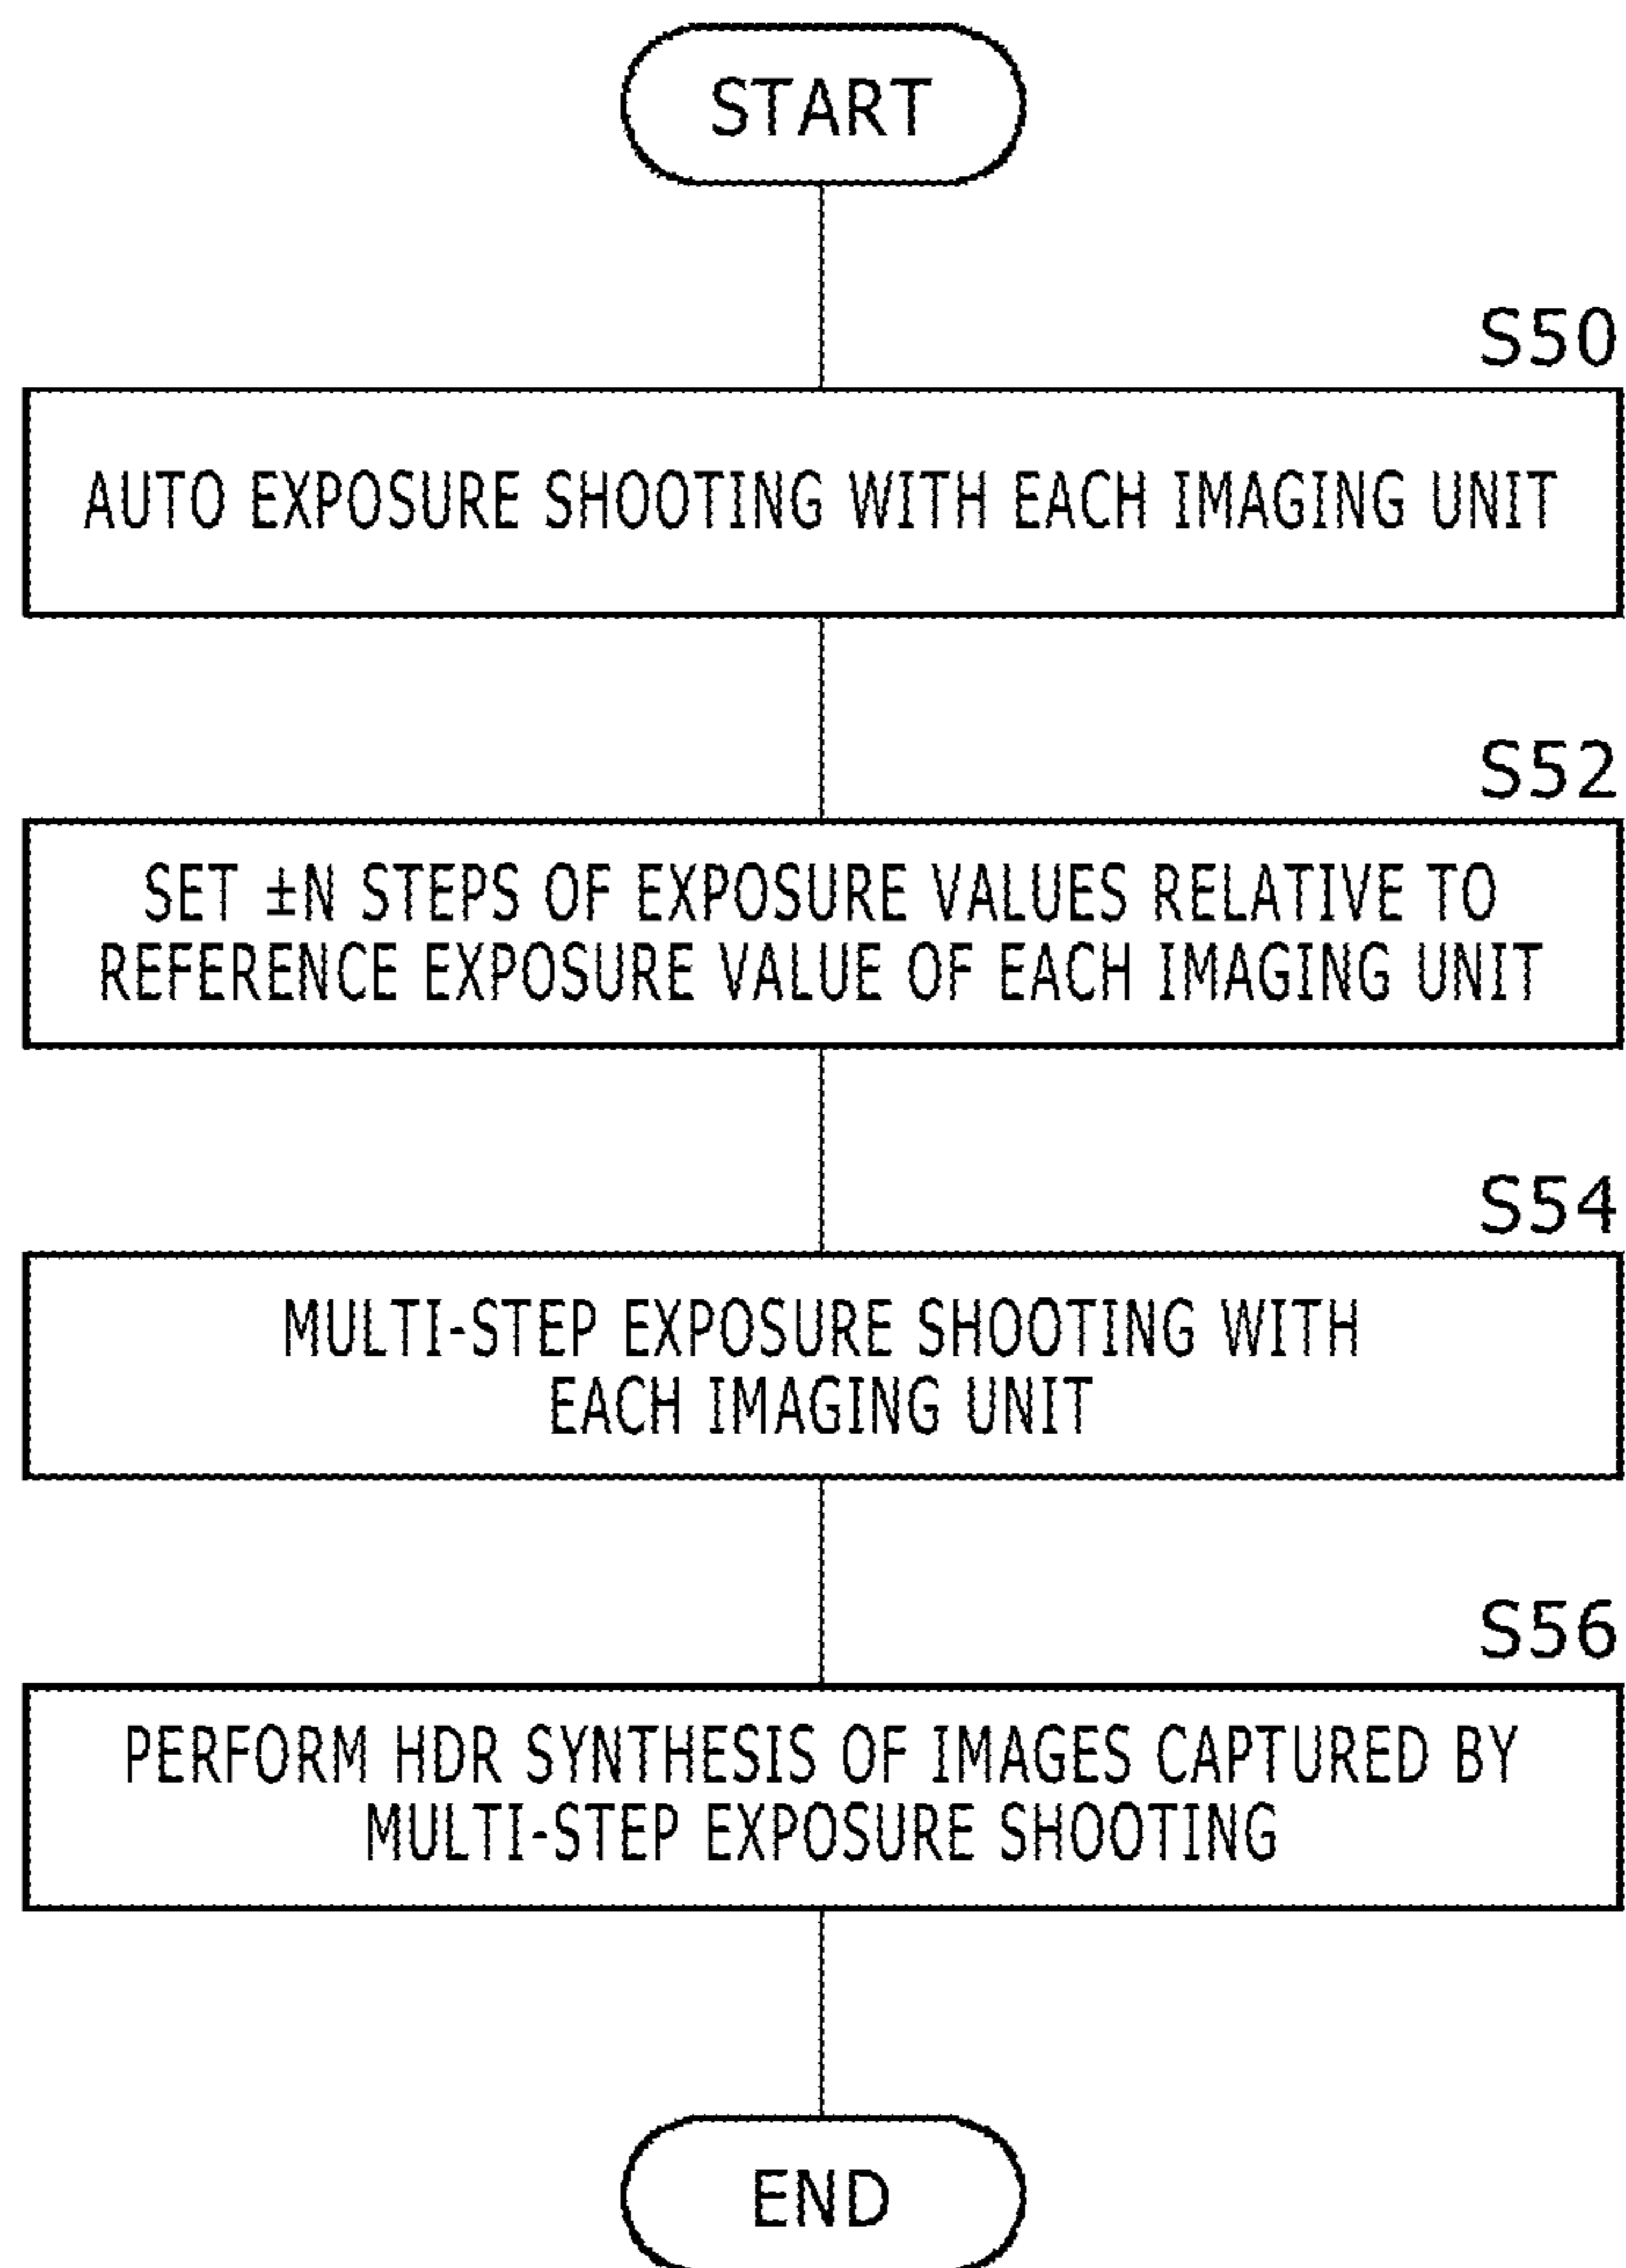 START
S50
AUTO EXPOSURE SHOOTING WITH EACH IMAGING UNIT
S52
SET ±N STEPS OF EXPOSURE VALUES RELATIVE TO
REFERENCE EXPOSURE VALUE OF EACH IMAGING UNIT
S54
MULTI-STEP EXPOSURE SHOOTING WITH
EACH IMAGING UNIT
S56
PERFORM HDR SYNTHESIS OF IMAGES CAPTURED BY
MULTI-STEP EXPOSURE SHOOTING
END